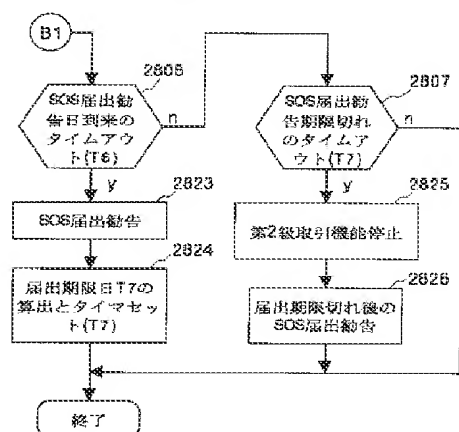 B1
2806
SOS届出勧
告日到来の
タイムアウ
ト(T6)
n
y
2807
SOS届出勧
告期限切れ
のタイムア
ウト(T7)
n
y
2823
SOS届出勧告
2824
届出期限日T7の
算出とタイマセッ
ト(T7)
2825
第2級取引機能停止
2826
届出期限切れ後の
SOS届出勧告
終了